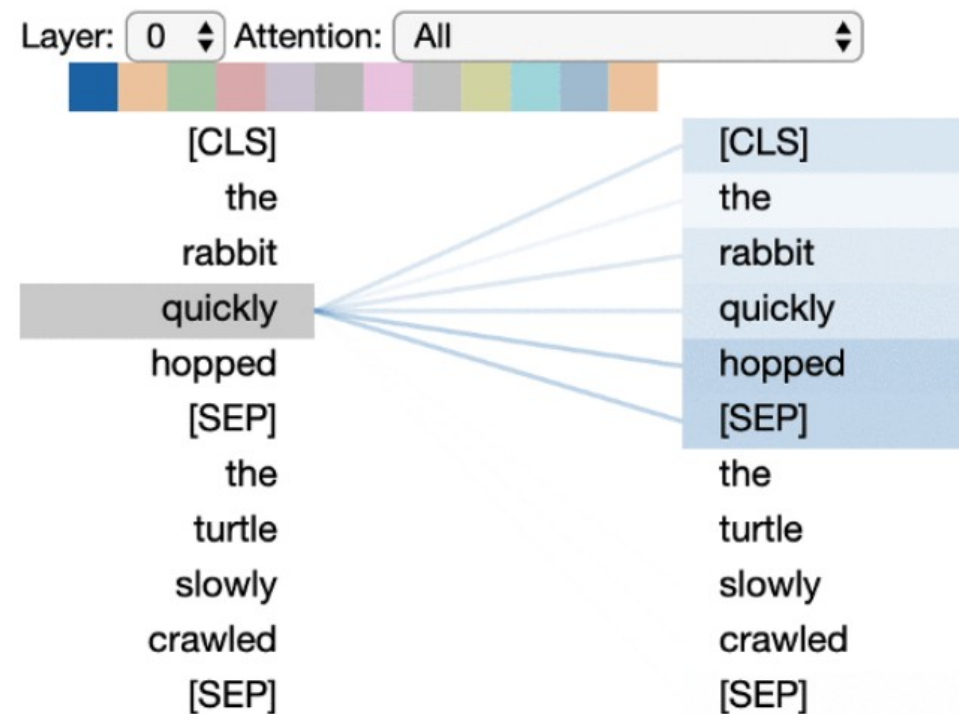 Layer: 0 Attention: All
[CLS] [CLS]
the the
rabbit rabbit
quickly quickly
hopped hopped
[SEP] [SEP]
the the
turtle turtle
slowly slowly
crawled crawled
[SEP] [SEP]